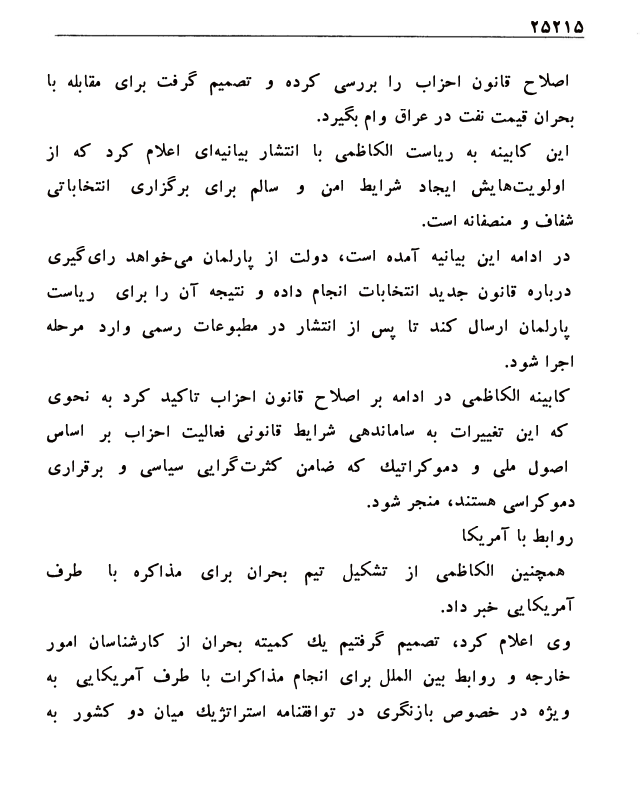 ۲۵۲۱۵
اصلاح قانون احزاب را بررسی کرده و تصمیم گرفت برای مقابله با
بحران قیمت نفت در عراق وام بگیرد.
این کابینه به ریاست الکاظمی با انتشار بیانیه‌ای اعلام کرد که از
اولویت‌هایش ایجاد شرایط امن و سالم برای برگزاری انتخاباتی
شفاف و منصفانه است.
در ادامه این بیانیه آمده است، دولت از پارلمان می‌خواهد رای‌گیری
درباره قانون جدید انتخابات انجام داده و نتیجه آن را برای ریاست
پارلمان ارسال کند تا پس از انتشار در مطبوعات رسمی وارد مرحله
اجرا شود.
کابینه الکاظمی در ادامه بر اصلاح قانون احزاب تاکید کرد به نحوی
که این تغییرات به ساماندهی شرایط قانونی فعالیت احزاب بر اساس
اصول ملی و دموکراتیك که ضامن کثرت‌گرایی سیاسی و برقراری
دموکراسی هستند، منجر شود.
روابط با آمریکا
همچنین الکاظمی از تشکیل تیم بحران برای مذاکره با طرف
آمریکایی خبر داد.
وی اعلام کرد، تصمیم گرفتیم یك کمیته بحران از کارشناسان امور
خارجه و روابط بین الملل برای انجام مذاکرات با طرف آمریکایی به
ویژه در خصوص بازنگری در توافقنامه استراتژیك میان دو کشور به